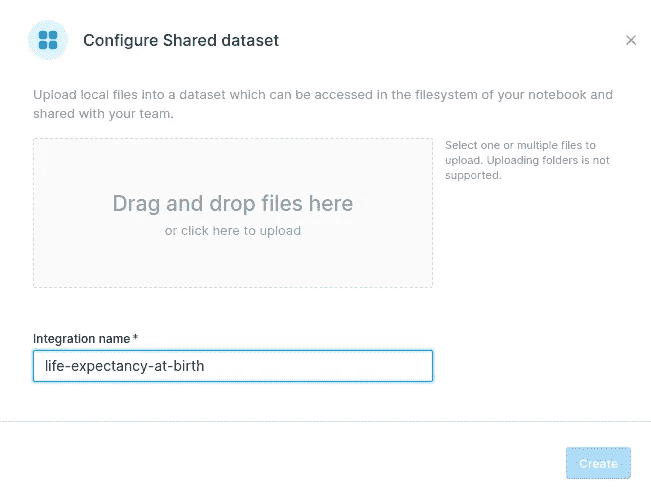 Configure Shared dataset
Upload local files into a dataset which can be accessed in the filesystem of your notebook and
shared with your team.
Drag and drop files here
or click here to upload
Select one or multiple files to
upload. Uploading folders is not
supported.
Integration name *
life-expectancy-at-birth
Create